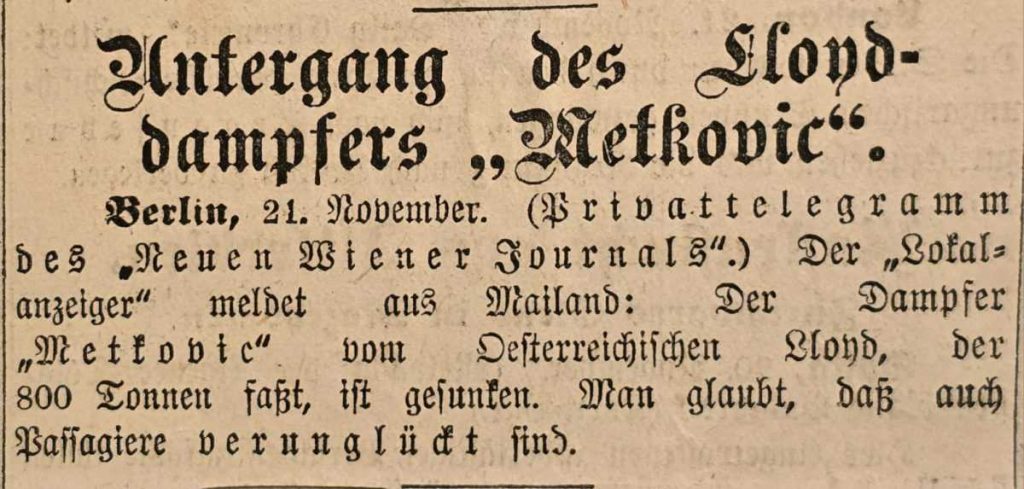 Untergang des Lloyd-
dampfers „Metkovic“.
Berlin, 21. November. (Privattelegramm
des „Neuen Wiener Journals“.) Der „Lokal-
anzeiger“ meldet aus Mailand: Der Dampfer
„Metkovic“ vom Oesterreichischen Lloyd, der
800 Tonnen faßt, ist gesunken. Man glaubt, daß auch
Passagiere verunglückt sind.